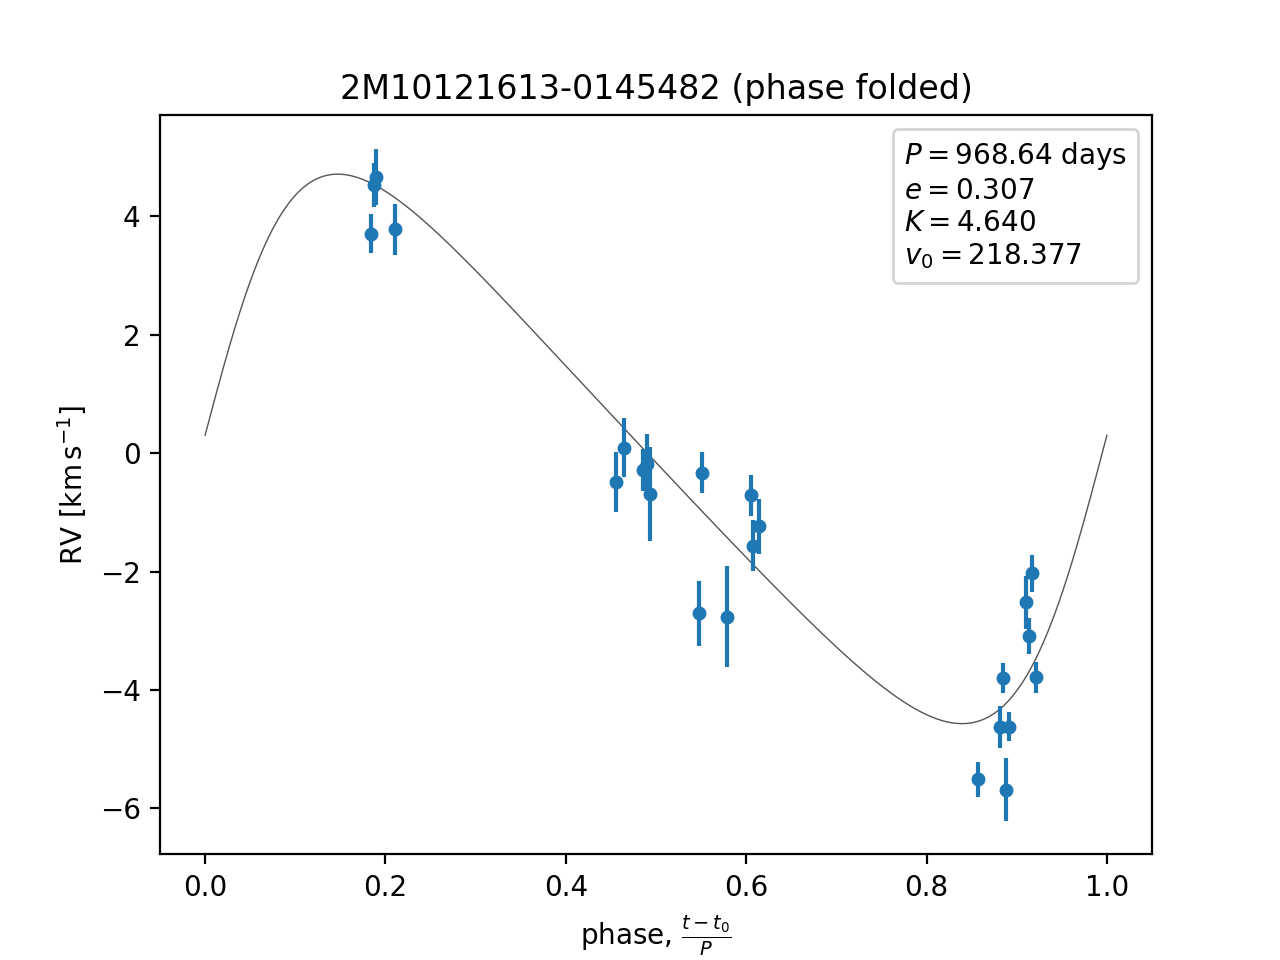 2M10121613-0145482 (phase folded)
P = 968.64 days
e = 0.307
K = 4.640
v₀ = 218.377
4
2
0
−2
−4
−6
RV [km s⁻¹]
0.0 0.2 0.4 0.6 0.8 1.0
phase, (t − t₀)/P